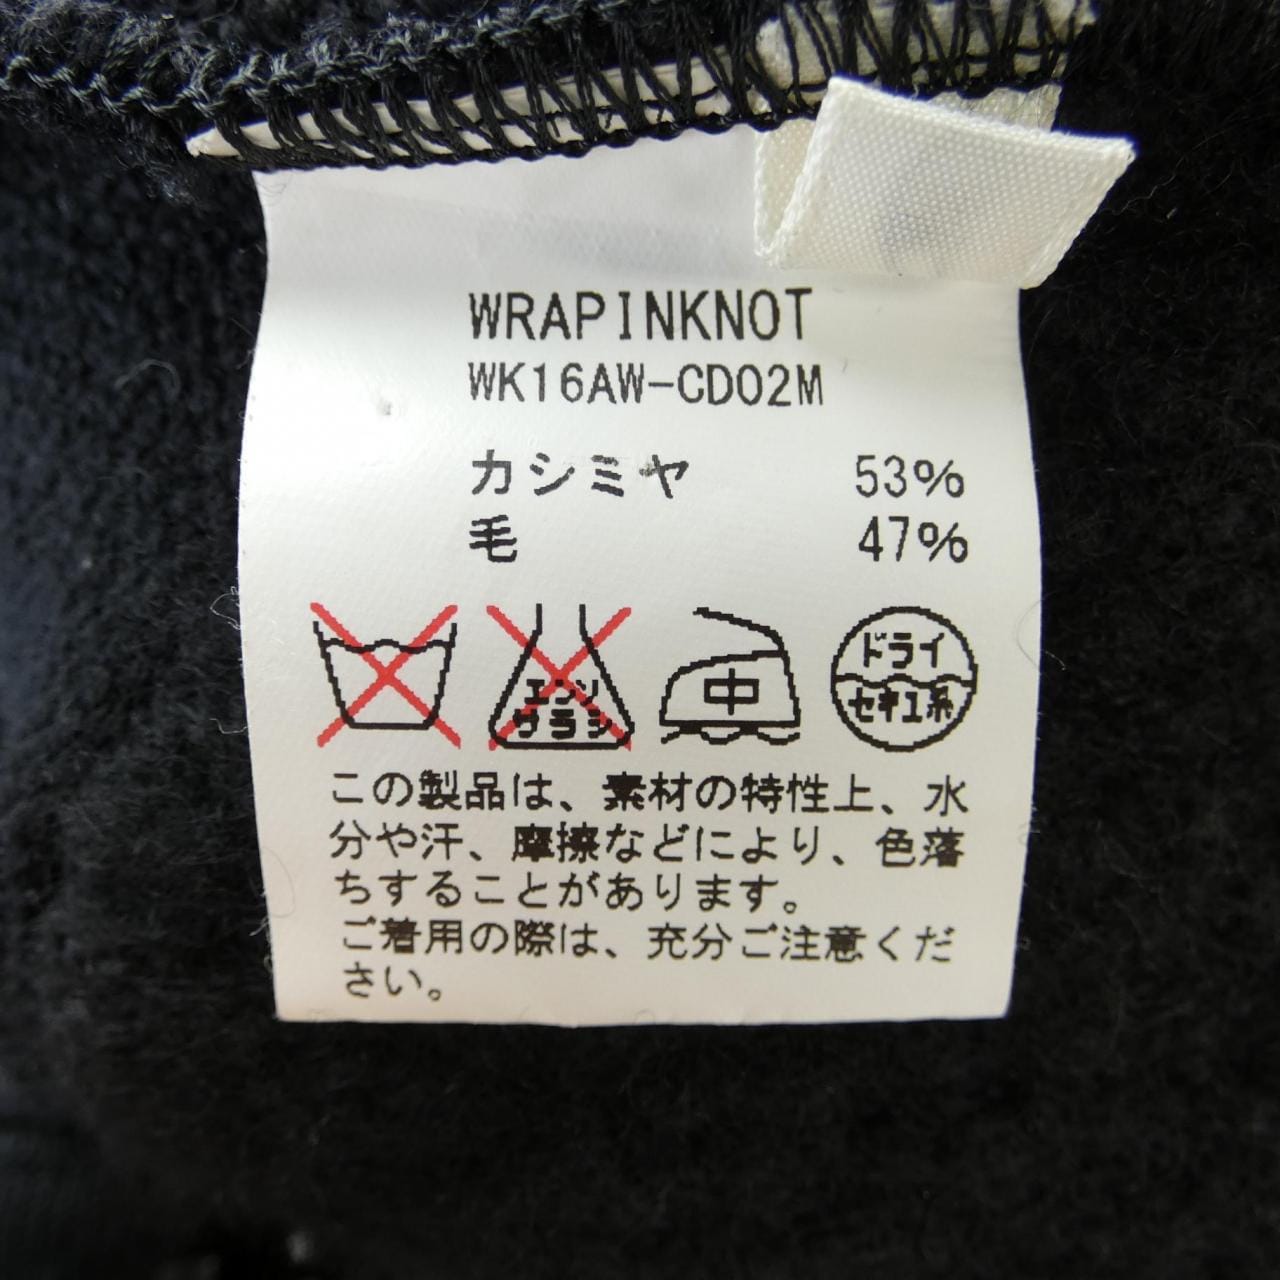 WRAPINKNOT
WK16AW-CD02M
カシミヤ 53%
毛 47%
エンソ
サラシ
中
ドライ
セキユ系
この製品は、素材の特性上、水
分や汗、摩擦などにより、色落
ちすることがあります。
ご着用の際は、充分ご注意くだ
さい。